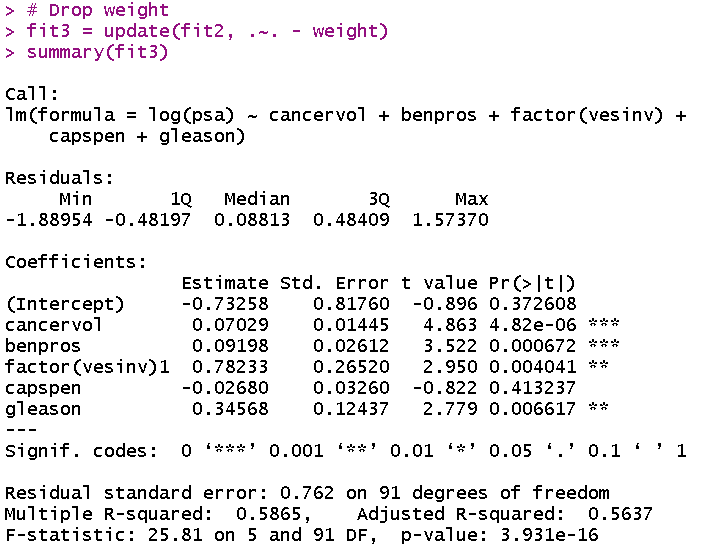 > # Drop weight
> fit3 = update(fit2, .~. - weight)
> summary(fit3)
Call:
lm(formula = log(psa) ~ cancervol + benpros + factor(vesinv) +
    capspen + gleason)
Residuals:
     Min       1Q   Median       3Q      Max
-1.88954 -0.48197  0.08813  0.48409  1.57370
Coefficients:
                Estimate Std. Error t value Pr(>|t|)
(Intercept)     -0.73258    0.81760  -0.896 0.372608
cancervol        0.07029    0.01445   4.863 4.82e-06 ***
benpros          0.09198    0.02612   3.522 0.000672 ***
factor(vesinv)1  0.78233    0.26520   2.950 0.004041 **
capspen         -0.02680    0.03260  -0.822 0.413237
gleason          0.34568    0.12437   2.779 0.006617 **
---
Signif. codes:  0 ‘***’ 0.001 ‘**’ 0.01 ‘*’ 0.05 ‘.’ 0.1 ‘ ’ 1
Residual standard error: 0.762 on 91 degrees of freedom
Multiple R-squared:  0.5865,    Adjusted R-squared:  0.5637
F-statistic: 25.81 on 5 and 91 DF,  p-value: 3.931e-16